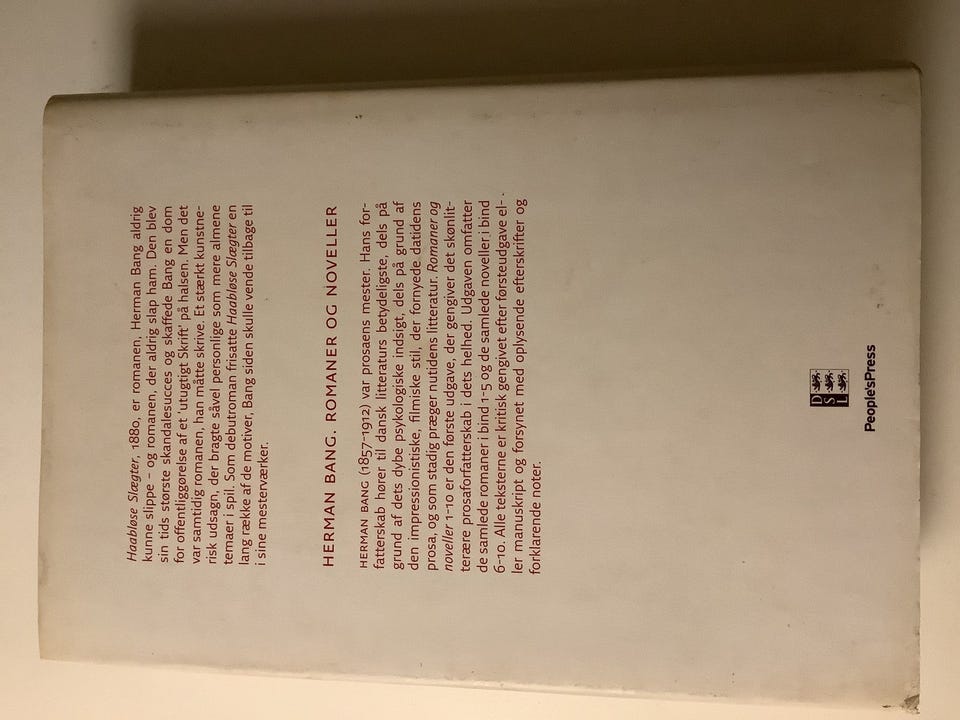 Haabløse Slægter, 1880, er romanen, Herman Bang aldrig
kunne slippe – og romanen, der aldrig slap ham. Den blev
sin tids største skandalesucces og skaffede Bang en dom
for offentliggørelse af et 'utugtigt Skrift' på halsen. Men det
var samtidig romanen, han måtte skrive. Et stærkt kunstne-
risk udsagn, der bragte såvel personlige som mere almene
temaer i spil. Som debutroman frisatte Haabløse Slægter en
lang række af de motiver, Bang siden skulle vende tilbage til
i sine mesterværker.
HERMAN BANG. ROMANER OG NOVELLER
HERMAN BANG (1857-1912) var prosaens mester. Hans for-
fatterskab hører til dansk litteraturs betydeligste, dels på
grund af dets dybe psykologiske indsigt, dels på grund af
den impressionistiske, filmiske stil, der fornyede datidens
prosa, og som stadig præger nutidens litteratur. Romaner og
noveller 1-10 er den første udgave, der gengiver det skønlit-
terære prosaforfatterskab i dets helhed. Udgaven omfatter
de samlede romaner i bind 1-5 og de samlede noveller i bind
6-10. Alle teksterne er kritisk gengivet efter førsteudgave el-
ler manuskript og forsynet med oplysende efterskrifter og
forklarende noter.
D
S
L
People'sPress